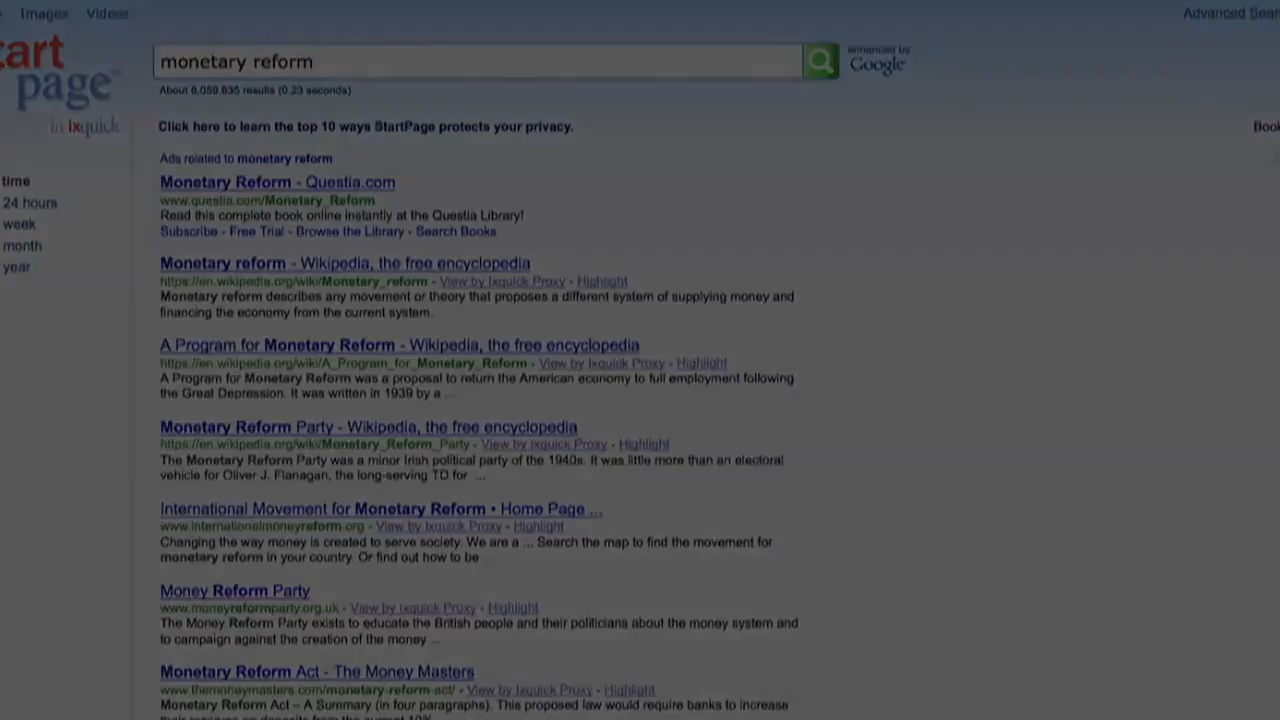 Images Videos Advanced Sear
art
page
monetary reform
enhanced by
Google
by ixquick
About 8,059,635 results (0.23 seconds)
Click here to learn the top 10 ways StartPage protects your privacy.
Book
Ads related to monetary reform
Monetary Reform - Questia.com
www.questia.com/Monetary_Reform
Read this complete book online instantly at the Questia Library!
Subscribe - Free Trial - Browse the Library - Search Books
time
24 hours
week
month
year
Monetary reform - Wikipedia, the free encyclopedia
https://en.wikipedia.org/wiki/Monetary_reform - View by Ixquick Proxy - Highlight
Monetary reform describes any movement or theory that proposes a different system of supplying money and
financing the economy from the current system.
A Program for Monetary Reform - Wikipedia, the free encyclopedia
https://en.wikipedia.org/wiki/A_Program_for_Monetary_Reform - View by Ixquick Proxy - Highlight
A Program for Monetary Reform was a proposal to return the American economy to full employment following
the Great Depression. It was written in 1939 by a ...
Monetary Reform Party - Wikipedia, the free encyclopedia
https://en.wikipedia.org/wiki/Monetary_Reform_Party - View by Ixquick Proxy - Highlight
The Monetary Reform Party was a minor Irish political party of the 1940s. It was little more than an electoral
vehicle for Oliver J. Flanagan, the long-serving TD for ...
International Movement for Monetary Reform • Home Page ...
www.internationalmoneyreform.org - View by Ixquick Proxy - Highlight
Changing the way money is created to serve society. We are a ... Search the map to find the movement for
monetary reform in your country. Or find out how to be
Money Reform Party
www.moneyreformparty.org.uk - View by Ixquick Proxy - Highlight
The Money Reform Party exists to educate the British people and their politicians about the money system and
to campaign against the creation of the money ...
Monetary Reform Act - The Money Masters
www.themoneymasters.com/monetary-reform-act/ - View by Ixquick Proxy - Highlight
Monetary Reform Act – A Summary (in four paragraphs). This proposed law would require banks to increase
their reserves on deposits from the current 10%